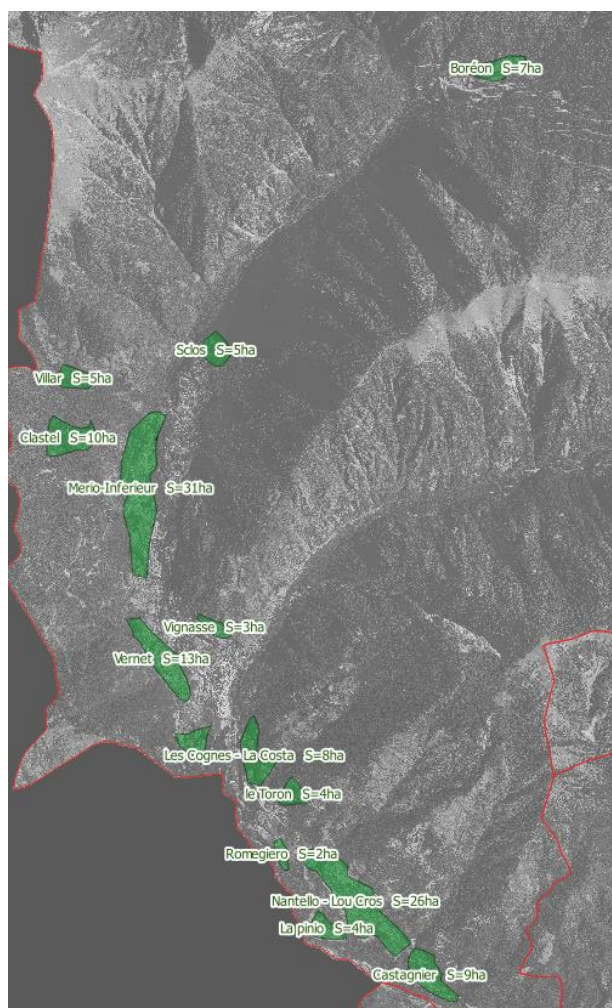 Boréon S=7ha
Sclos S=5ha
Villar S=5ha
Clastel S=10ha
Merio-Inferieur S=31ha
Vignasse S=3ha
Vernet S=13ha
Les Cognes - La Costa S=8ha
le Toron S=4ha
Romegiero S=2ha
Nantello - Lou Cros S=26ha
La pinio S=4ha
Castagnier S=9ha